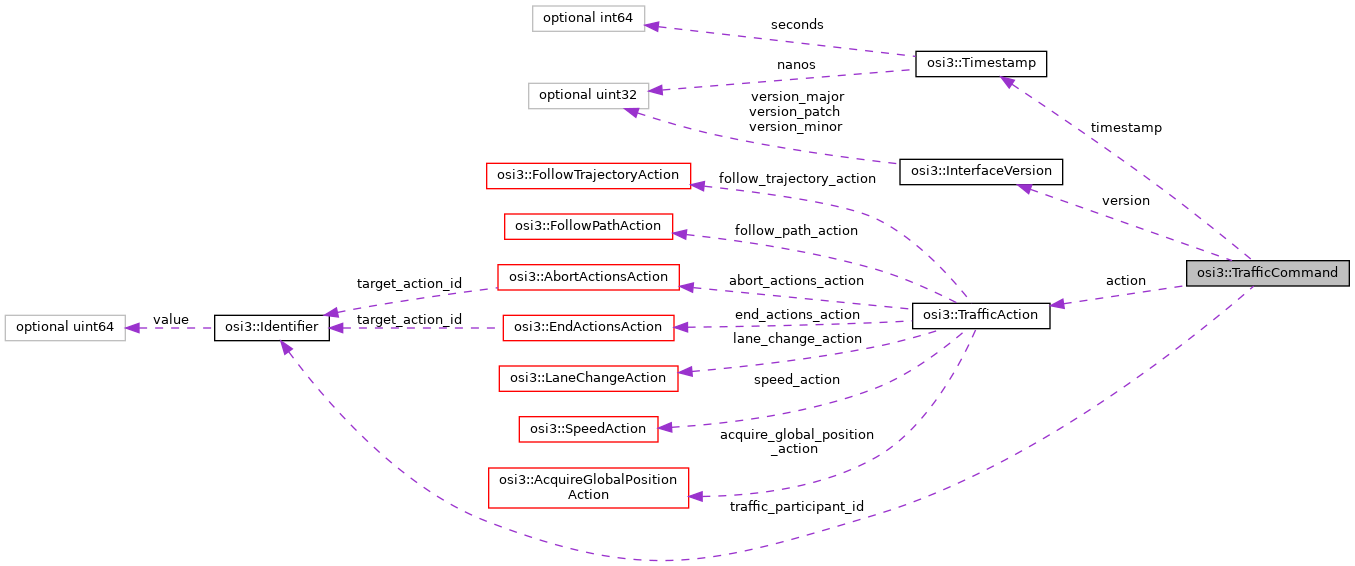 optional int64
seconds
osi3::Timestamp
nanos
optional uint32
version_major
version_patch
version_minor
timestamp
osi3::InterfaceVersion
osi3::FollowTrajectoryAction
follow_trajectory_action
version
osi3::FollowPathAction
follow_path_action
osi3::TrafficCommand
osi3::AbortActionsAction
abort_actions_action
action
target_action_id
optional uint64
value
osi3::Identifier
target_action_id
osi3::EndActionsAction
end_actions_action
osi3::TrafficAction
lane_change_action
osi3::LaneChangeAction
speed_action
osi3::SpeedAction
acquire_global_position
_action
osi3::AcquireGlobalPosition
Action
traffic_participant_id